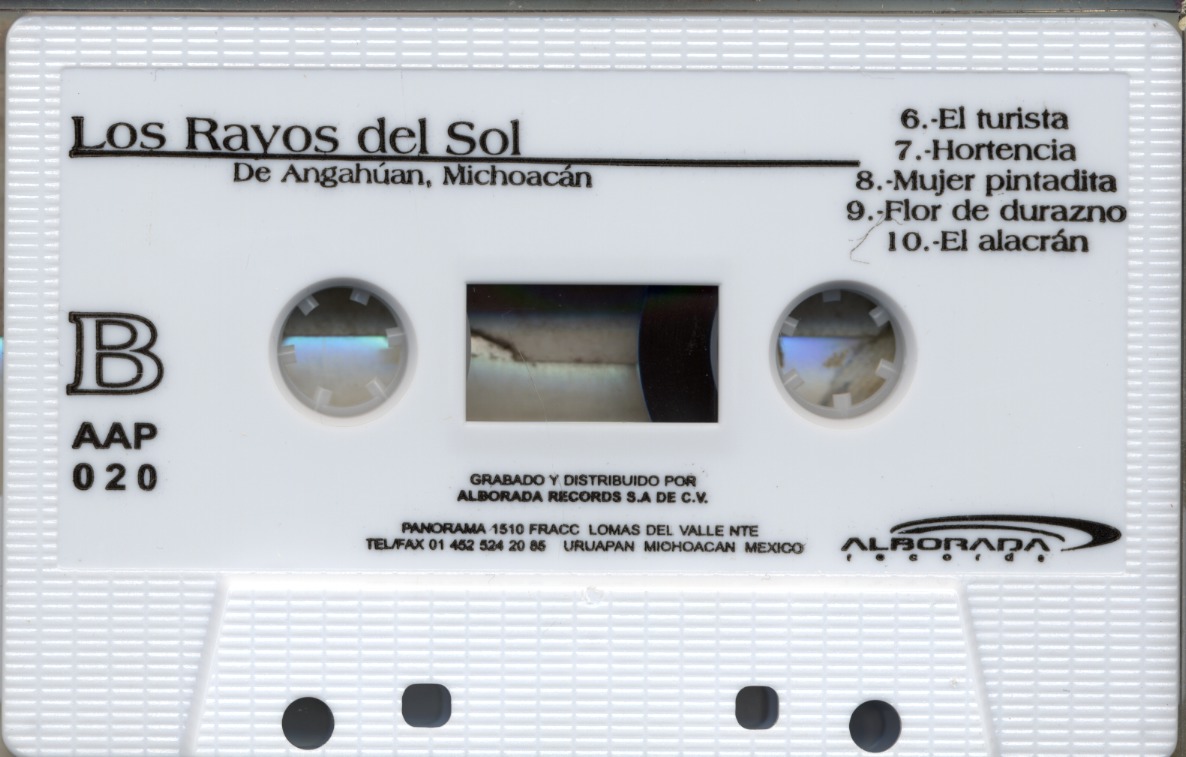 Los Rayos del Sol
De Angahúan, Michoacán
6.-El turista
7.-Hortencia
8.-Mujer pintadita
9.-Flor de durazno
10.-El alacrán
B
AAP
020
GRABADO Y DISTRIBUIDO POR
ALBORADA RECORDS S.A DE C.V.
PANORAMA 1510 FRACC LOMAS DEL VALLE NTE
TEL/FAX 01 452 524 20 85 URUAPAN MICHOACAN MEXICO
ALBORADA
records